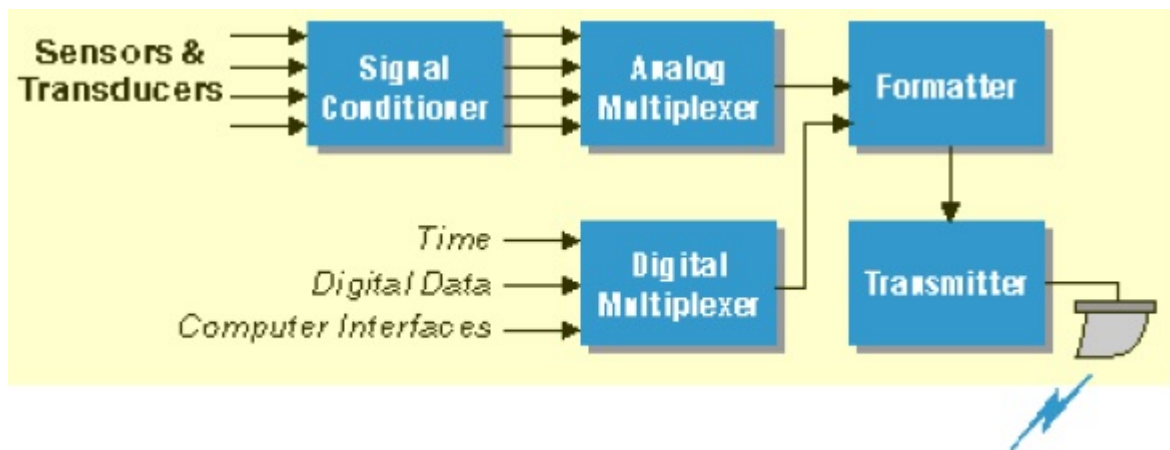 Sensors &
Transducers
Signal
Conditioner
Analog
Multiplexer
Formatter
Time
Digital Data
Computer Interfaces
Digital
Multiplexer
Transmitter